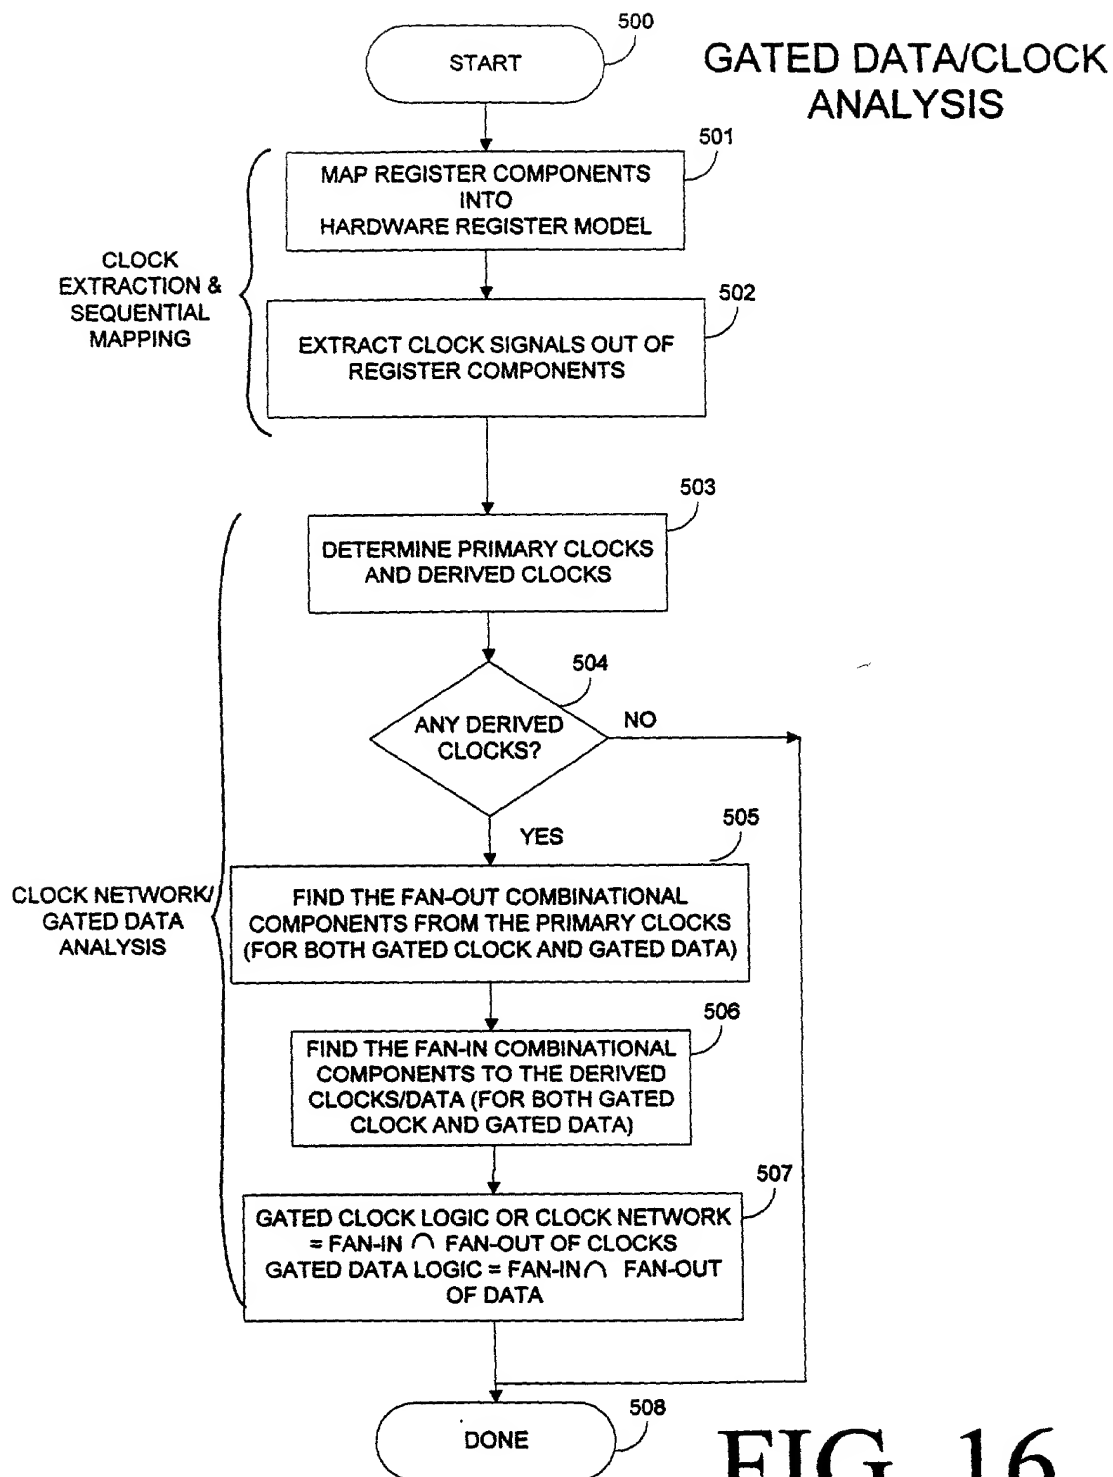 500
START
GATED DATA/CLOCK
ANALYSIS
501
MAP REGISTER COMPONENTS
INTO
HARDWARE REGISTER MODEL
CLOCK
EXTRACTION &
SEQUENTIAL
MAPPING
502
EXTRACT CLOCK SIGNALS OUT OF
REGISTER COMPONENTS
503
DETERMINE PRIMARY CLOCKS
AND DERIVED CLOCKS
504
ANY DERIVED
CLOCKS?
NO
YES
505
FIND THE FAN-OUT COMBINATIONAL
COMPONENTS FROM THE PRIMARY CLOCKS
(FOR BOTH GATED CLOCK AND GATED DATA)
CLOCK NETWORK/
GATED DATA
ANALYSIS
506
FIND THE FAN-IN COMBINATIONAL
COMPONENTS TO THE DERIVED
CLOCKS/DATA (FOR BOTH GATED
CLOCK AND GATED DATA)
507
GATED CLOCK LOGIC OR CLOCK NETWORK
= FAN-IN ∩ FAN-OUT OF CLOCKS
GATED DATA LOGIC = FAN-IN ∩ FAN-OUT
OF DATA
508
DONE
FIG. 16